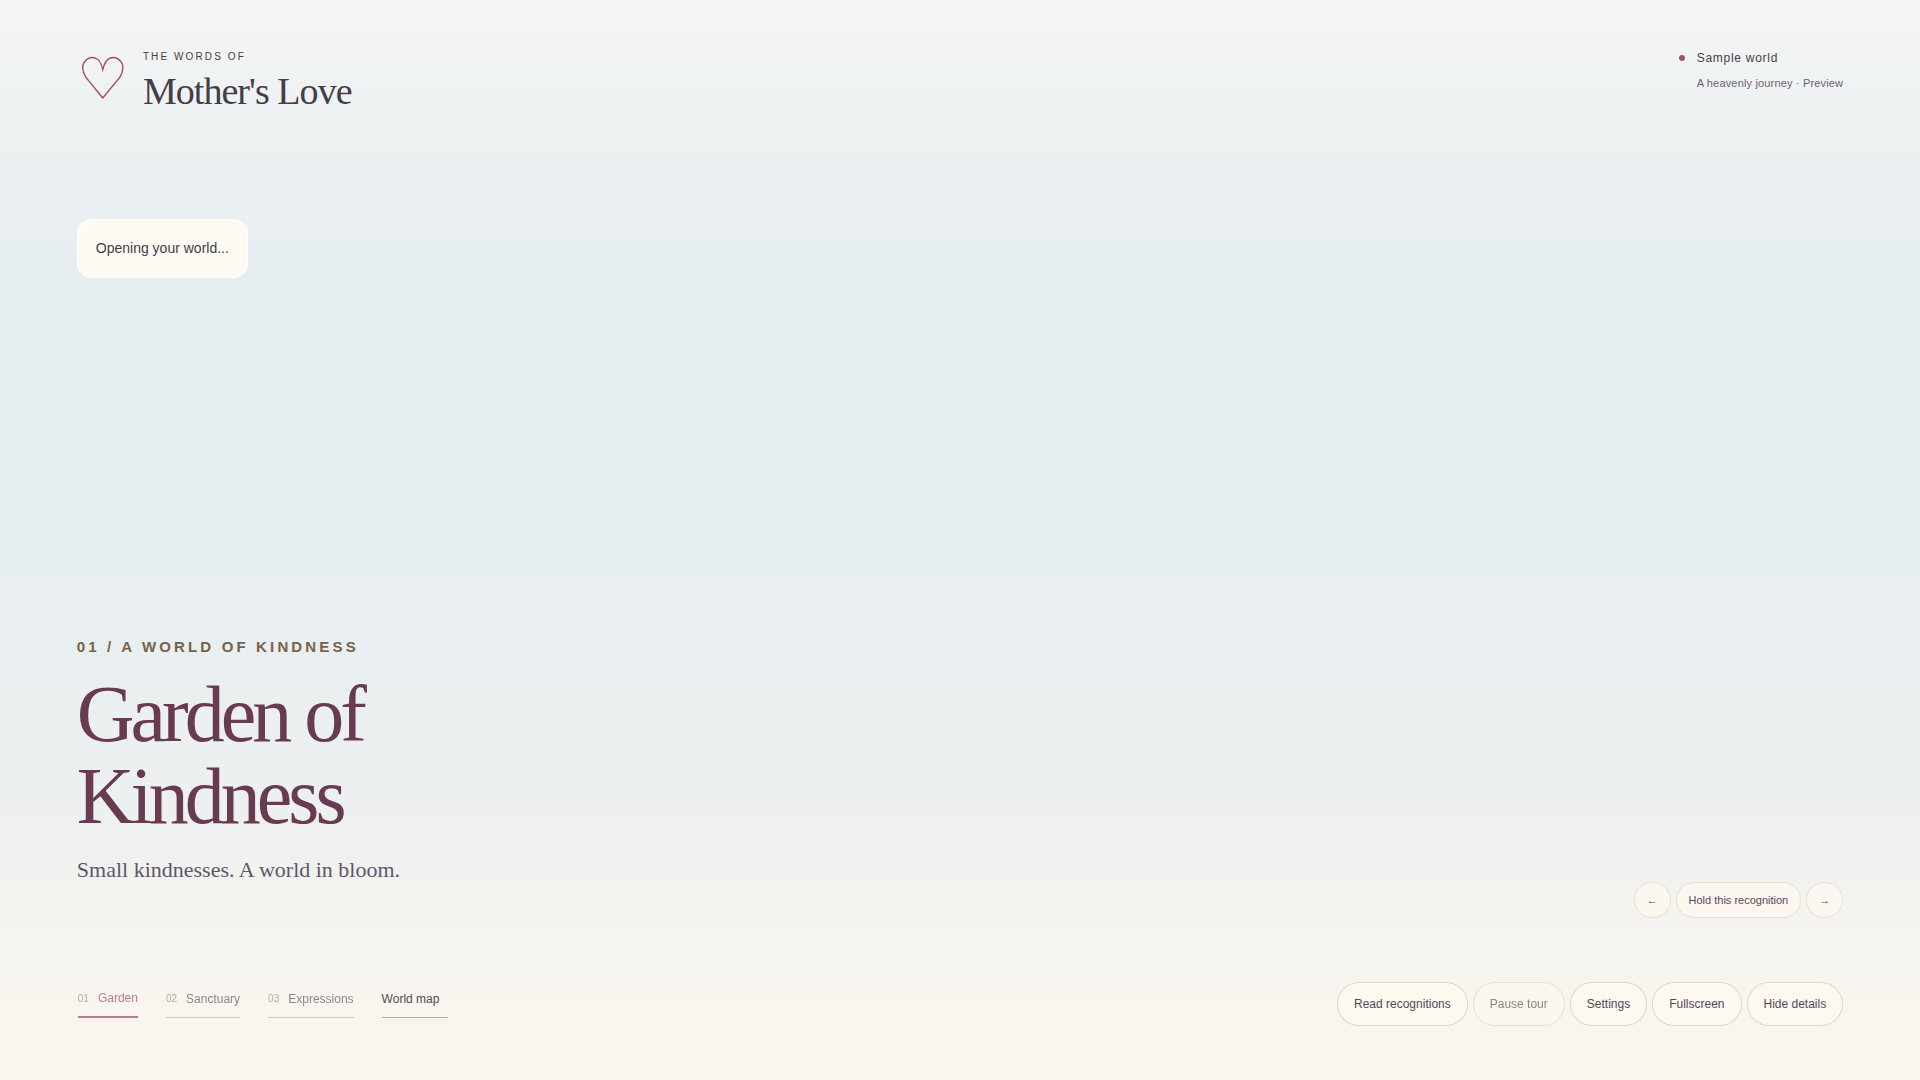 THE WORDS OF
Mother's Love
Sample world
A heavenly journey · Preview
Opening your world...
01 / A WORLD OF KINDNESS
Garden of
Kindness
Small kindnesses. A world in bloom.
← Hold this recognition →
01 Garden 02 Sanctuary 03 Expressions World map
Read recognitions Pause tour Settings Fullscreen Hide details